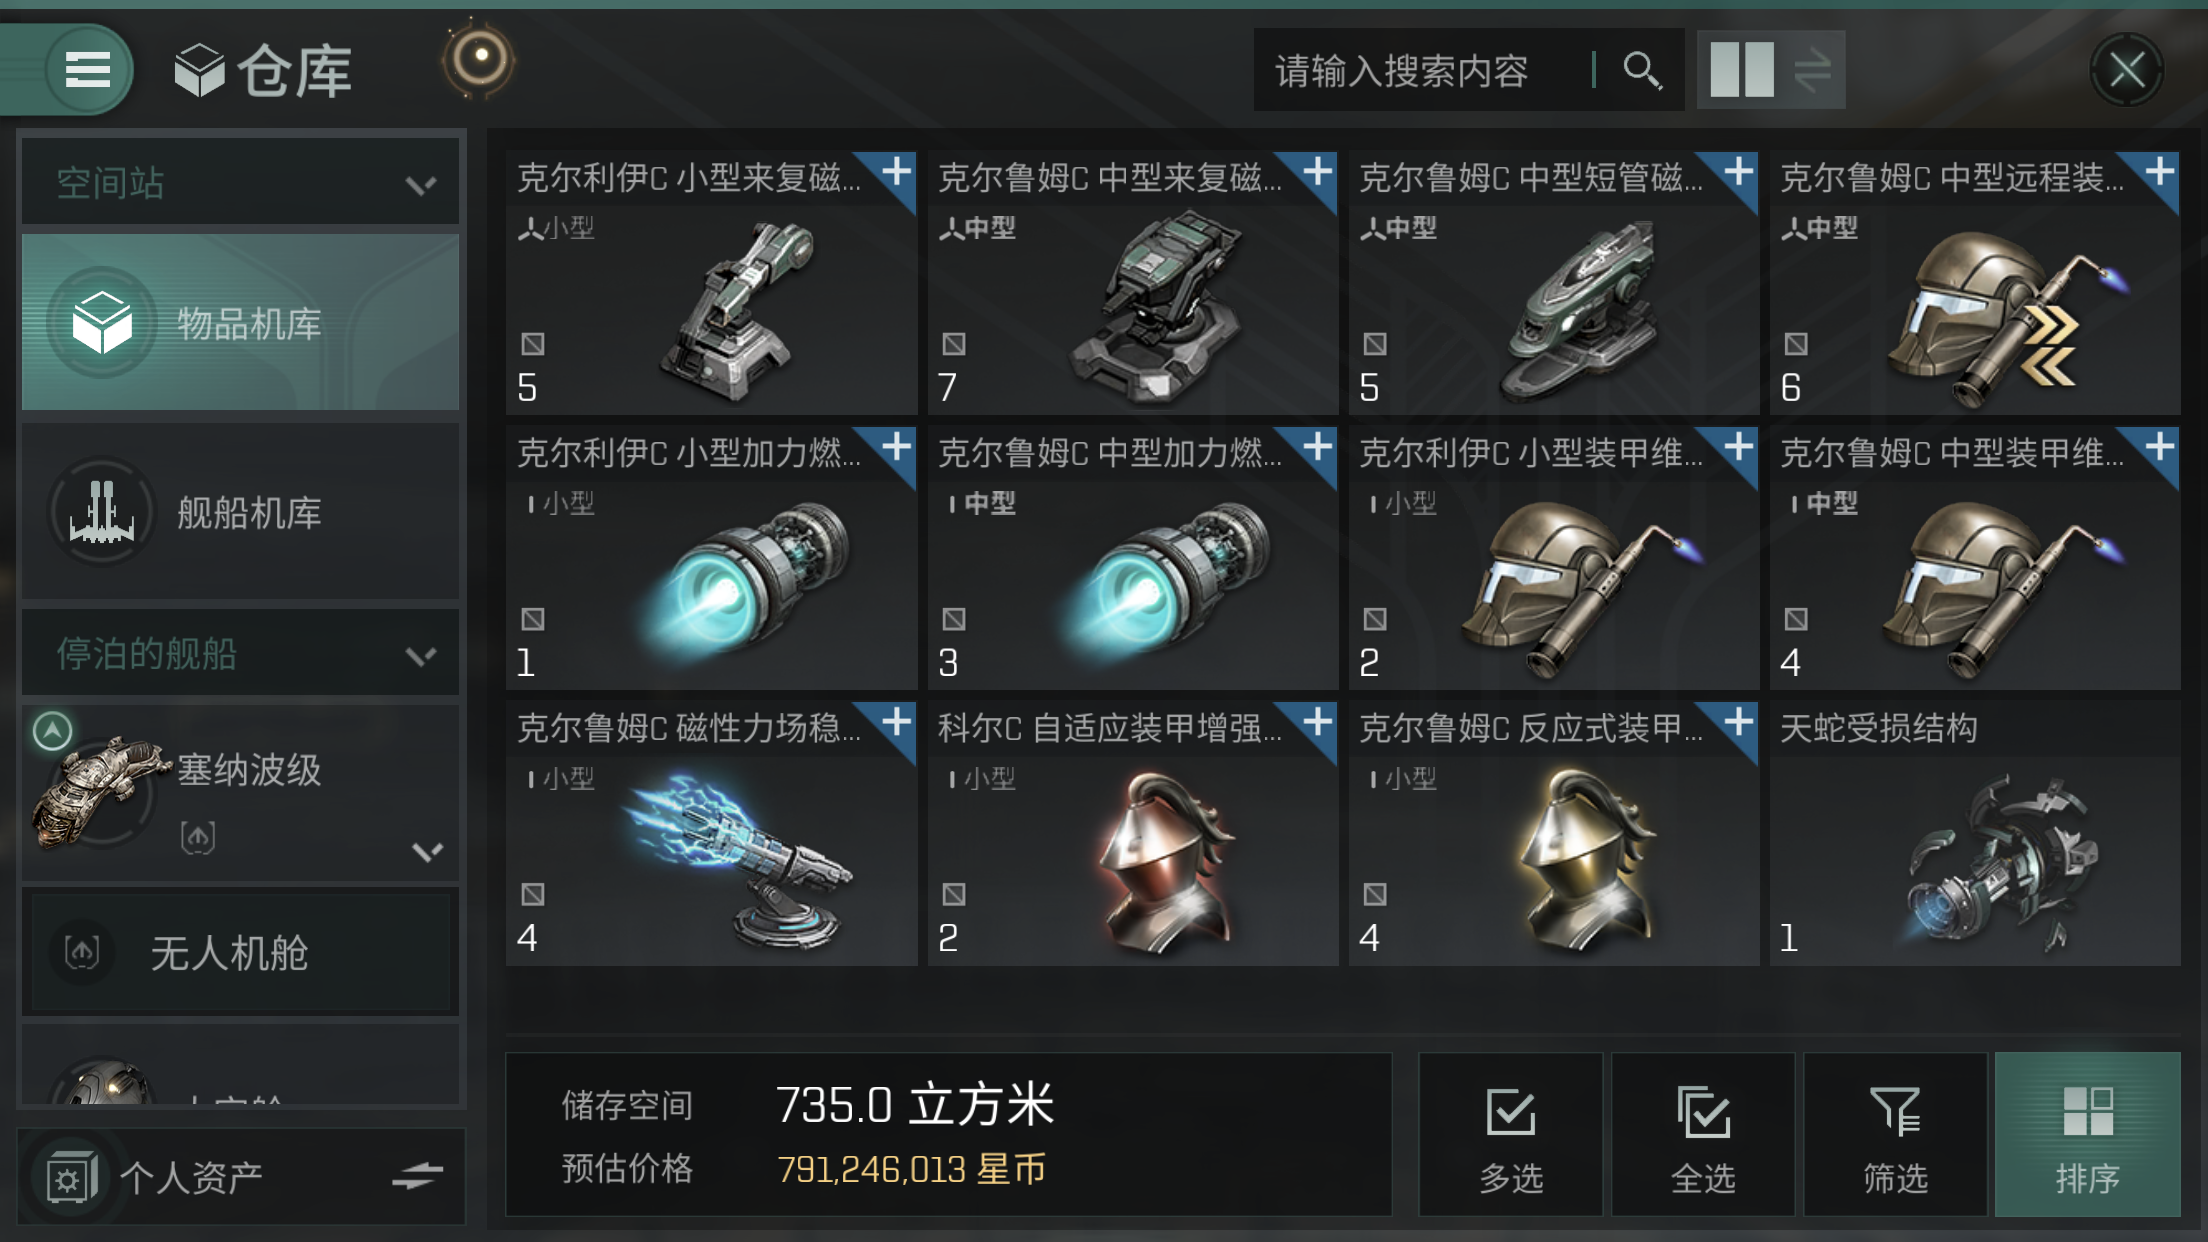 仓库
请输入搜索内容
空间站
物品机库
舰船机库
停泊的舰船
塞纳波级
无人机舱
个人资产
克尔利伊C 小型来复磁...
小型
5
克尔鲁姆C 中型来复磁...
中型
7
克尔鲁姆C 中型短管磁...
中型
5
克尔鲁姆C 中型远程装...
中型
6
克尔利伊C 小型加力燃...
小型
1
克尔鲁姆C 中型加力燃...
中型
3
克尔利伊C 小型装甲维...
小型
2
克尔鲁姆C 中型装甲维...
中型
4
克尔鲁姆C 磁性力场稳...
小型
4
科尔C 自适应装甲增强...
小型
2
克尔鲁姆C 反应式装甲...
小型
4
天蛇受损结构
1
储存空间 735.0 立方米
预估价格 791,246,013 星币
多选
全选
筛选
排序